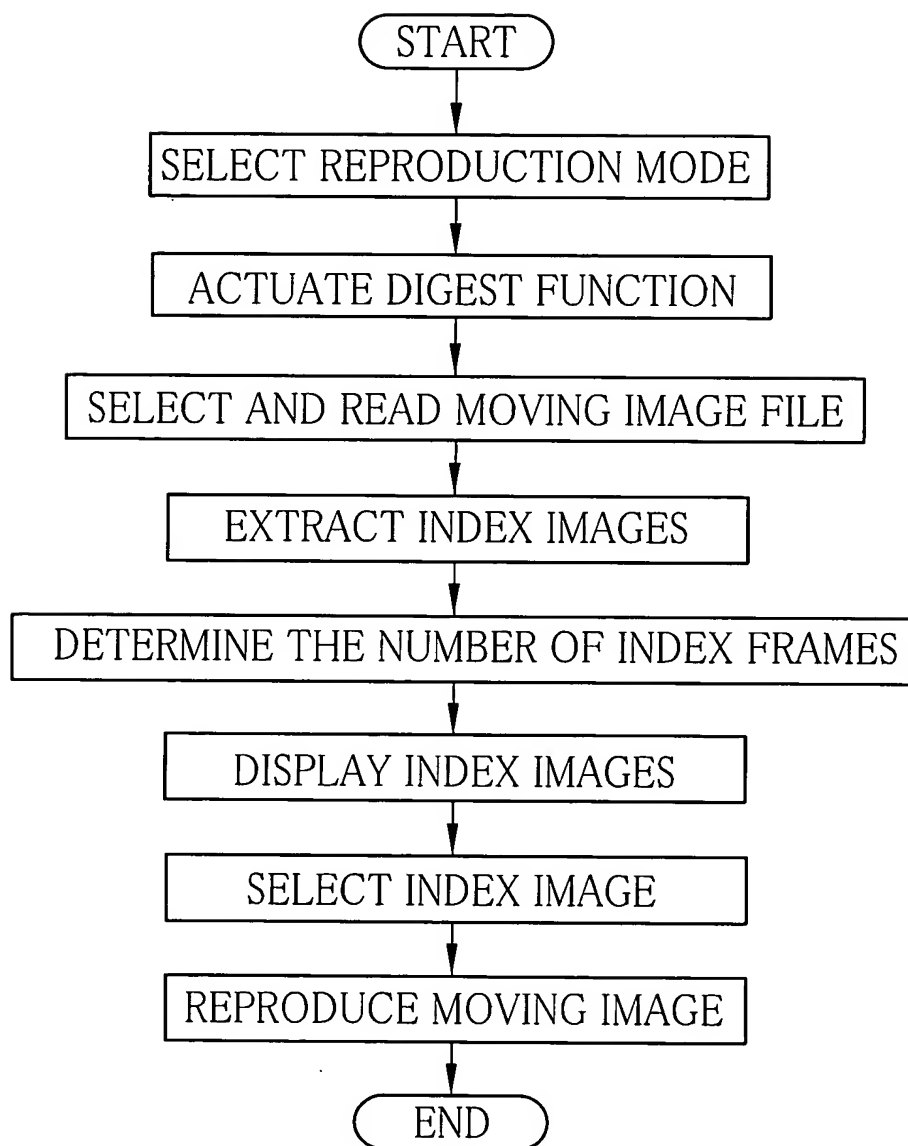 START
SELECT REPRODUCTION MODE
ACTUATE DIGEST FUNCTION
SELECT AND READ MOVING IMAGE FILE
EXTRACT INDEX IMAGES
DETERMINE THE NUMBER OF INDEX FRAMES
DISPLAY INDEX IMAGES
SELECT INDEX IMAGE
REPRODUCE MOVING IMAGE
END